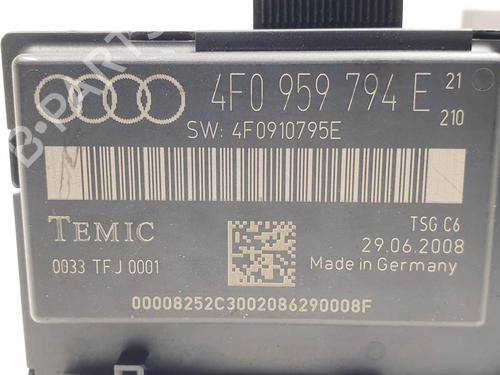 4F0 959 794 E 21
210
SW: 4F0910795E
TEMIC
TSG C6
29.06.2008
0033 TFJ 0001
Made in Germany
00008252C3002086290008F
B-PARTS